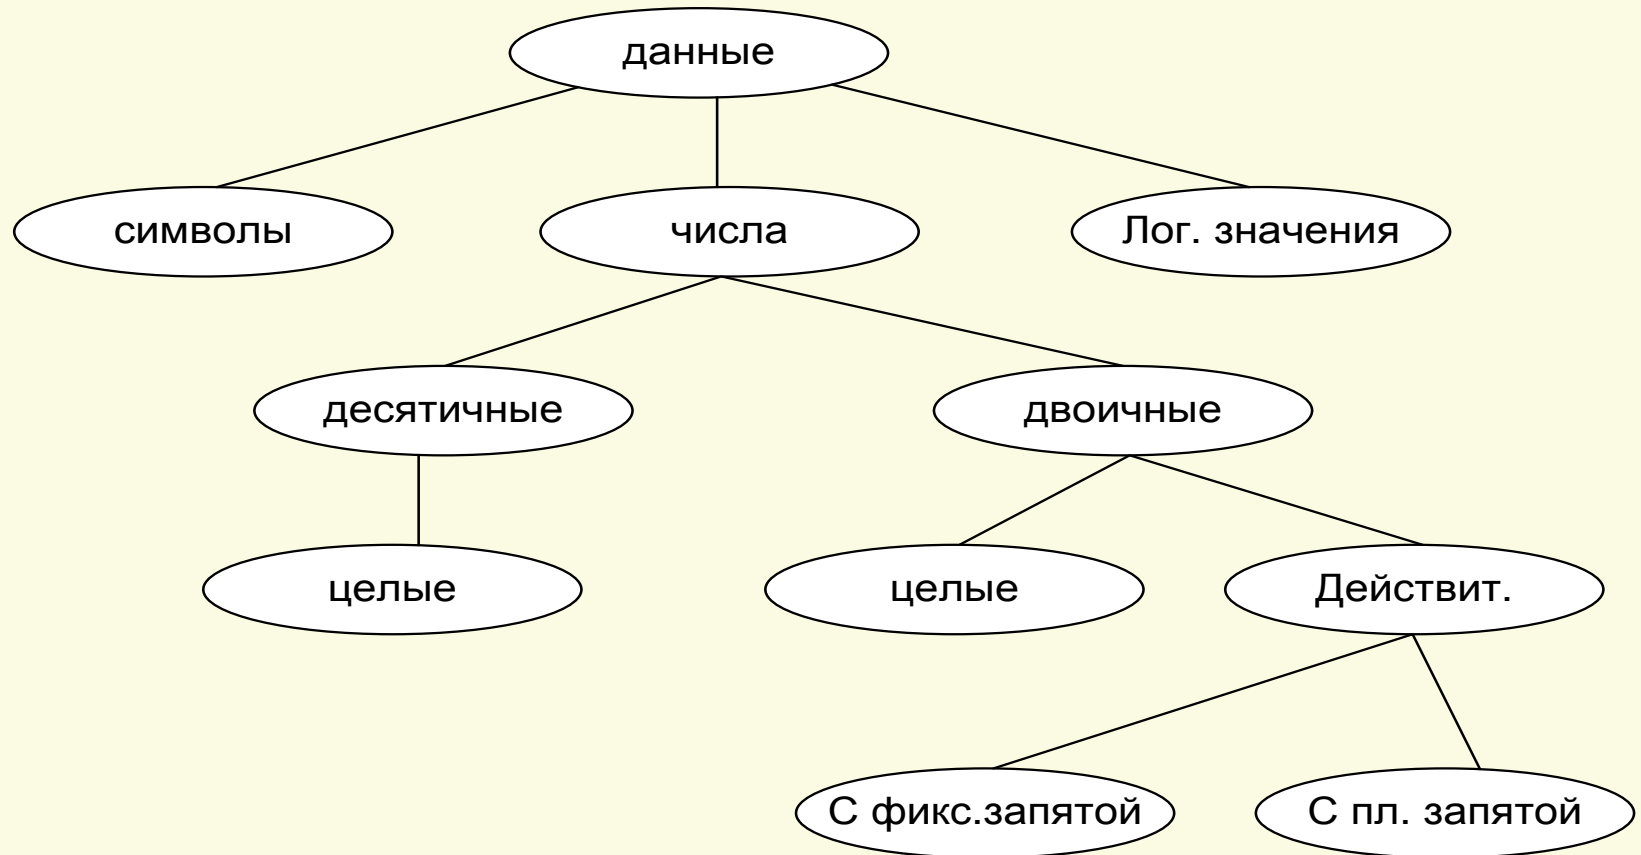 данные
символы
числа
Лог. значения
десятичные
двоичные
целые
целые
Действит.
С фикс.запятой
С пл. запятой